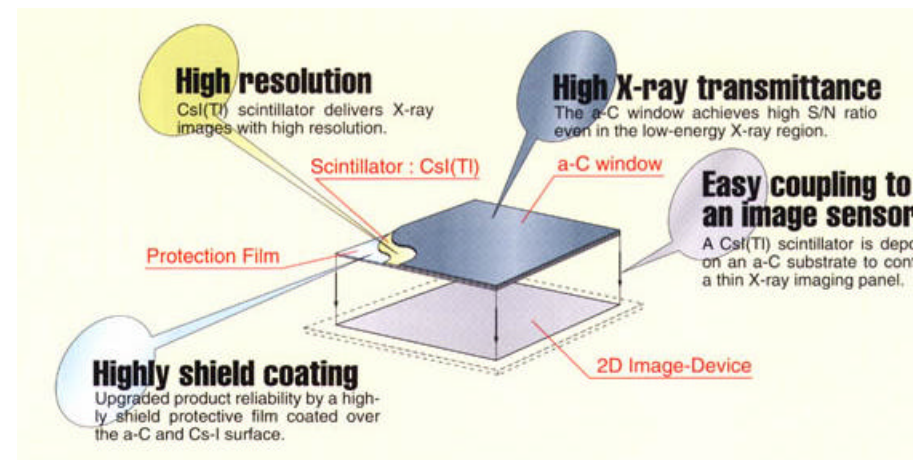 High resolution
CsI(Tl) scintillator delivers X-ray
images with high resolution.
High X-ray transmittance
The a-C window achieves high S/N ratio
even in the low-energy X-ray region.
Scintillator : CsI(Tl)
a-C window
Easy coupling to
an image sensor
A CsI(Tl) scintillator is
on an a-C substrate to
a thin X-ray imaging panel.
Protection Film
2D Image-Device
Highly shield coating
Upgraded product reliability by a high-
ly shield protective film coated over
the a-C and Cs-I surface.